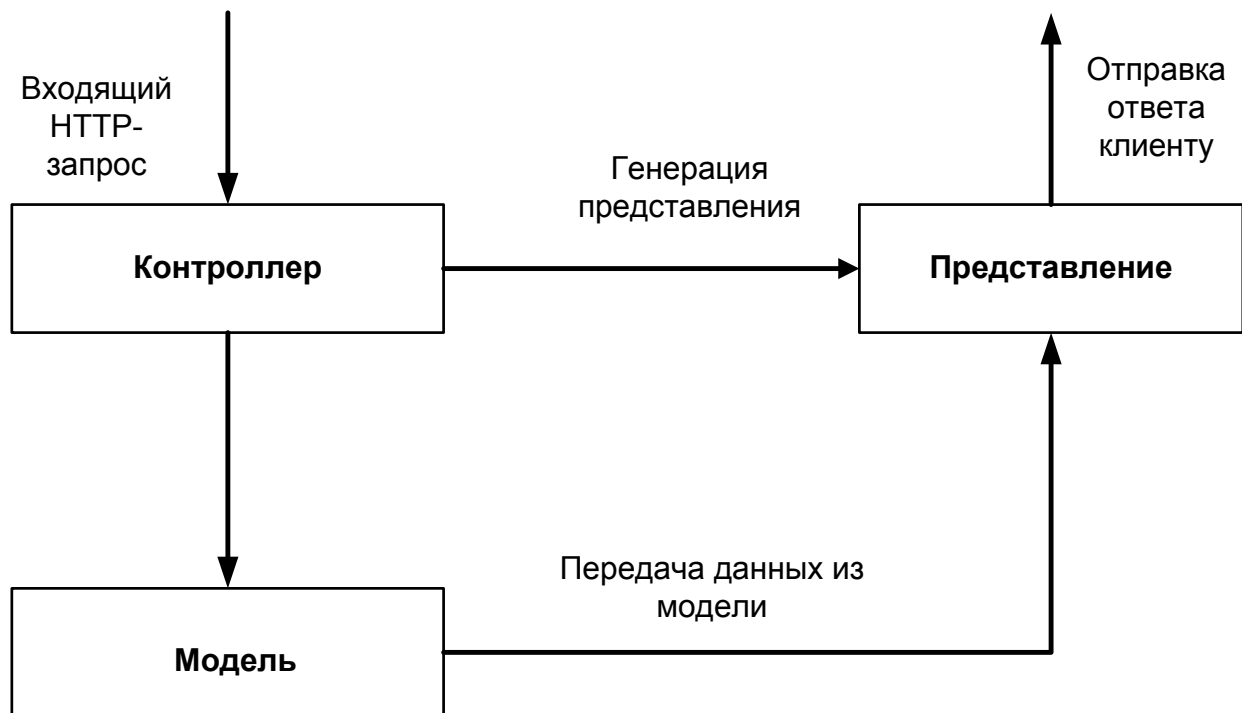 Входящий
HTTP-
запрос
Отправка
ответа
клиенту
Генерация
представления
Контроллер
Представление
Передача данных из
модели
Модель